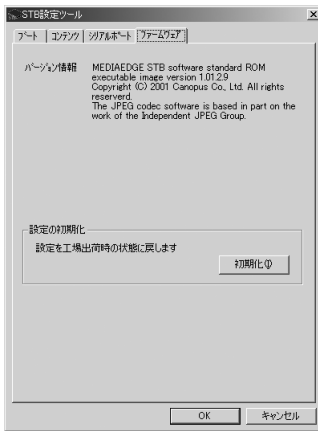 STB設定ツール
ブート コンテンツ シリアルポート ファームウェア
バージョン情報 MEDIAEDGE STB software standard ROM
executable image version 1.01.2.9
Copyright (C) 2001 Canopus Co., Ltd. All rights
reserverd.
The JPEG codec software is based in part on the
work of the Independent JPEG Group.
設定の初期化
設定を工場出荷時の状態に戻します
初期化(I)
OK キャンセル